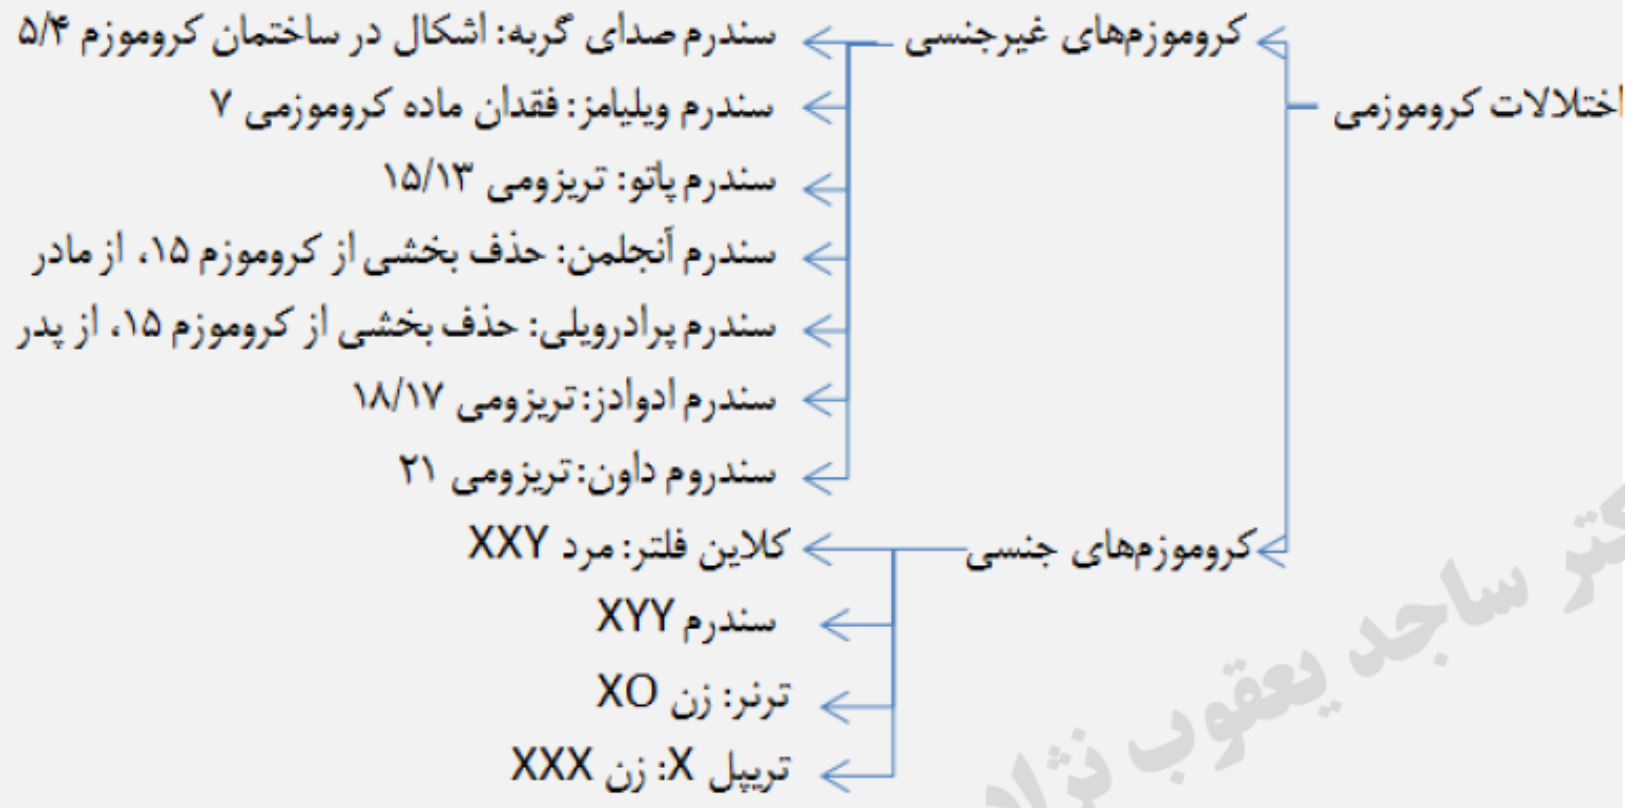 اختلالات کروموزمی
کروموزم‌های غیرجنسی
سندرم صدای گربه: اشکال در ساختمان کروموزم ۵/۴
سندرم ویلیامز: فقدان ماده کروموزمی ۷
سندرم پاتو: تریزومی ۱۵/۱۳
سندرم آنجلمن: حذف بخشی از کروموزم ۱۵، از مادر
سندرم پرادرویلی: حذف بخشی از کروموزم ۱۵، از پدر
سندرم ادوادز: تریزومی ۱۸/۱۷
سندروم داون: تریزومی ۲۱
کروموزم‌های جنسی
کلاین فلتر: مرد XXY
سندرم XYY
ترنر: زن XO
تریپل X: زن XXX
ساجد یعقوب نژاد